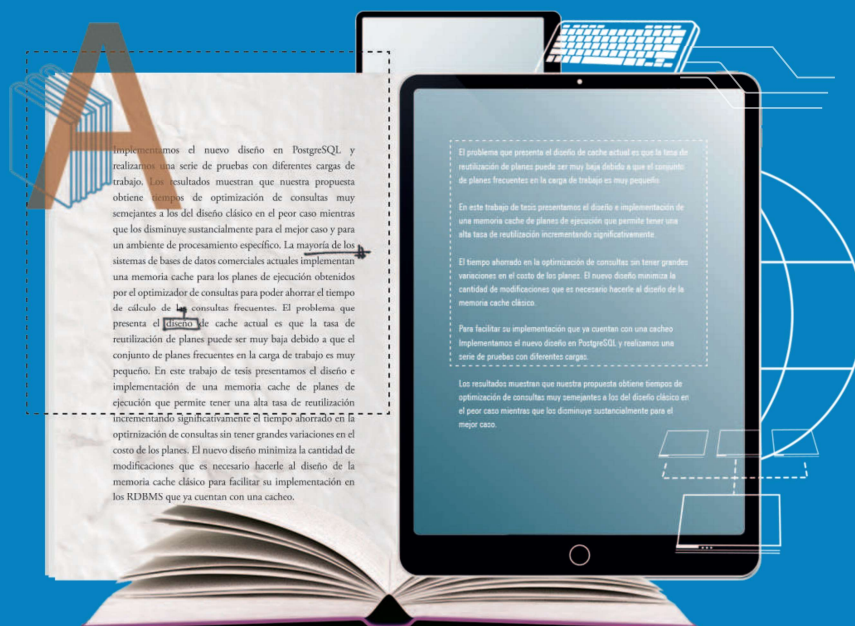 A
Implementamos el nuevo diseño en PostgreSQL y
realizamos una serie de pruebas con diferentes cargas de
trabajo. Los resultados muestran que nuestra propuesta
obtiene tiempos de optimización de consultas muy
semejantes a los del diseño clásico en el peor caso mientras
que los disminuye sustancialmente para el mejor caso y para
un ambiente de procesamiento específico. La mayoría de los
sistemas de bases de datos comerciales actuales implementan
una memoria cache para los planes de ejecución obtenidos
por el optimizador de consultas para poder ahorrar el tiempo
de cálculo de las consultas frecuentes. El problema que
presenta el diseño de cache actual es que la tasa de
reutilización de planes puede ser muy baja debido a que el
conjunto de planes frecuentes en la carga de trabajo es muy
pequeño. En este trabajo de tesis presentamos el diseño e
implementación de una memoria cache de planes de
ejecución que permite tener una alta tasa de reutilización
incrementando significativamente el tiempo ahorrado en la
optimización de consultas sin tener grandes variaciones en el
costo de los planes. El nuevo diseño minimiza la cantidad de
modificaciones que es necesario hacerle al diseño de la
memoria cache clásico para facilitar su implementación en
los RDBMS que ya cuentan con una cacheo.
El problema que presenta el diseño de cache actual es que la tasa de
reutilización de planes puede ser muy baja debido a que el conjunto
de planes frecuentes en la carga de trabajo es muy pequeño
En este trabajo de tesis presentamos el diseño e implementación de
una memoria cache de planes de ejecución que permite tener una
alta tasa de reutilización incrementando significativamente
El tiempo ahorrado en la optimización de consultas sin tener grandes
variaciones en el costo de los planes. El nuevo diseño minimiza la
cantidad de modificaciones que es necesario hacerle al diseño de la
memoria cache clásico.
Para facilitar su implementación que ya cuentan con una cacheo
Implementamos el nuevo diseño en PostgreSQL y realizamos una
serie de pruebas con diferentes cargas.
Los resultados muestran que nuestra propuesta obtiene tiempos de
optimización de consultas muy semejantes a los del diseño clásico en
el peor caso mientras que los disminuye sustancialmente para el
mejor caso.